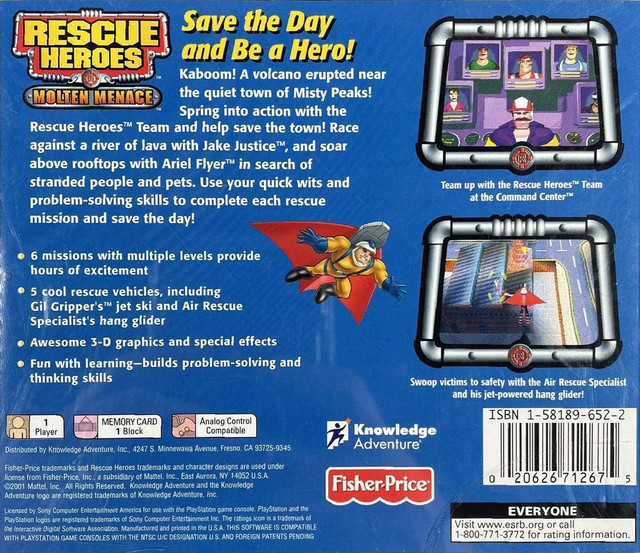 RESCUE
HEROES™
MOLTEN MENACE™
Save the Day
and Be a Hero!
Kaboom! A volcano erupted near
the quiet town of Misty Peaks!
Spring into action with the
Rescue Heroes™ Team and help save the town! Race
against a river of lava with Jake Justice™, and soar
above rooftops with Ariel Flyer™ in search of
stranded people and pets. Use your quick wits and
problem-solving skills to complete each rescue
mission and save the day!
• 6 missions with multiple levels provide
hours of excitement
• 5 cool rescue vehicles, including
Gil Gripper's™ jet ski and Air Rescue
Specialist's hang glider
• Awesome 3-D graphics and special effects
• Fun with learning—builds problem-solving and
thinking skills
Team up with the Rescue Heroes™ Team
at the Command Center™
Swoop victims to safety with the Air Rescue Specialist
and his jet-powered hang glider!
1
Player
MEMORY CARD
1 Block
Analog Control
Compatible
Knowledge
Adventure®
Fisher-Price®
ISBN 1-58189-652-2
0 20626 71267 5
EVERYONE
Visit www.esrb.org or call
1-800-771-3772 for rating information.
Distributed by Knowledge Adventure, Inc., 4247 S. Minnewawa Avenue, Fresno, CA 93725-9345
Fisher-Price trademarks and Rescue Heroes trademarks and character designs are used under
license from Fisher-Price, Inc., a subsidiary of Mattel, Inc., East Aurora, NY 14052 U.S.A.
©2001 Mattel, Inc. All Rights Reserved. Knowledge Adventure and the Knowledge
Adventure logo are registered trademarks of Knowledge Adventure, Inc.
Licensed by Sony Computer Entertainment America for use with the PlayStation game console. PlayStation and the
PlayStation logos are registered trademarks of Sony Computer Entertainment Inc. The ratings icon is a trademark of
the Interactive Digital Software Association. Manufactured and printed in the U.S.A. THIS SOFTWARE IS COMPATIBLE
WITH PLAYSTATION GAME CONSOLES WITH THE NTSC U/C DESIGNATION. U.S. AND FOREIGN PATENTS PENDING